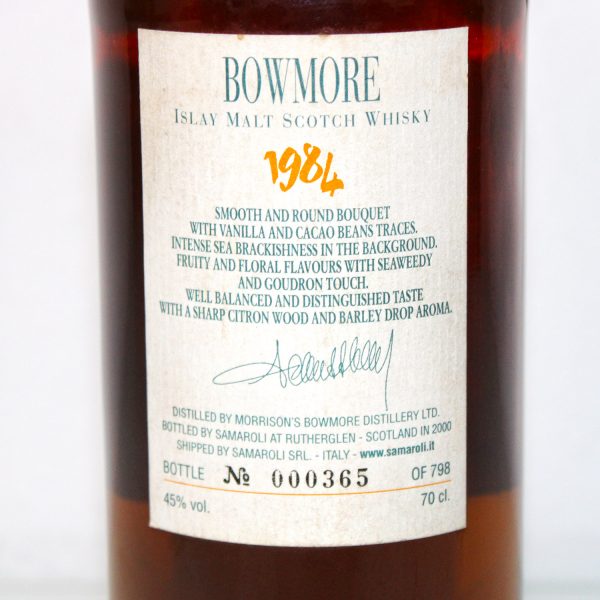 BOWMORE
ISLAY MALT SCOTCH WHISKY
1984
SMOOTH AND ROUND BOUQUET
WITH VANILLA AND CACAO BEANS TRACES.
INTENSE SEA BRACKISHNESS IN THE BACKGROUND.
FRUITY AND FLORAL FLAVOURS WITH SEAWEEDY
AND GOUDRON TOUCH.
WELL BALANCED AND DISTINGUISHED TASTE
WITH A SHARP CITRON WOOD AND BARLEY DROP AROMA.
DISTILLED BY MORRISON'S BOWMORE DISTILLERY LTD.
BOTTLED BY SAMAROLI AT RUTHERGLEN - SCOTLAND IN 2000
SHIPPED BY SAMAROLI SRL. - ITALY - www.samaroli.it
BOTTLE № 000365 OF 798
45% vol. 70 cl.